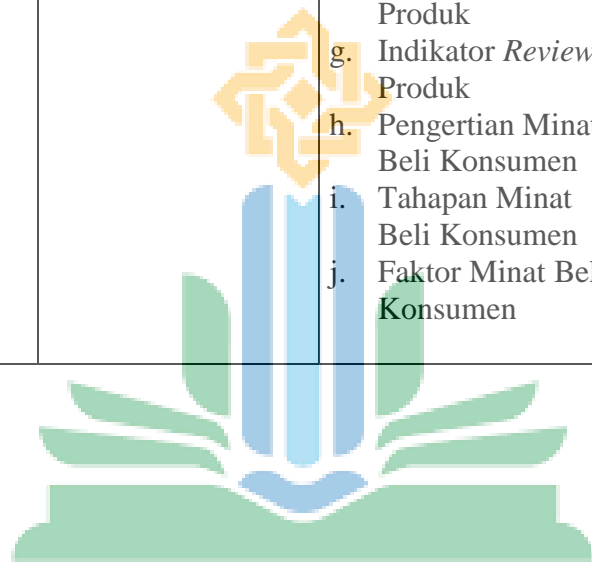 Produk
g. Indikator Review
Produk
h. Pengertian Minat
Beli Konsumen
i. Tahapan Minat
Beli Konsumen
j. Faktor Minat Bel
Konsumen